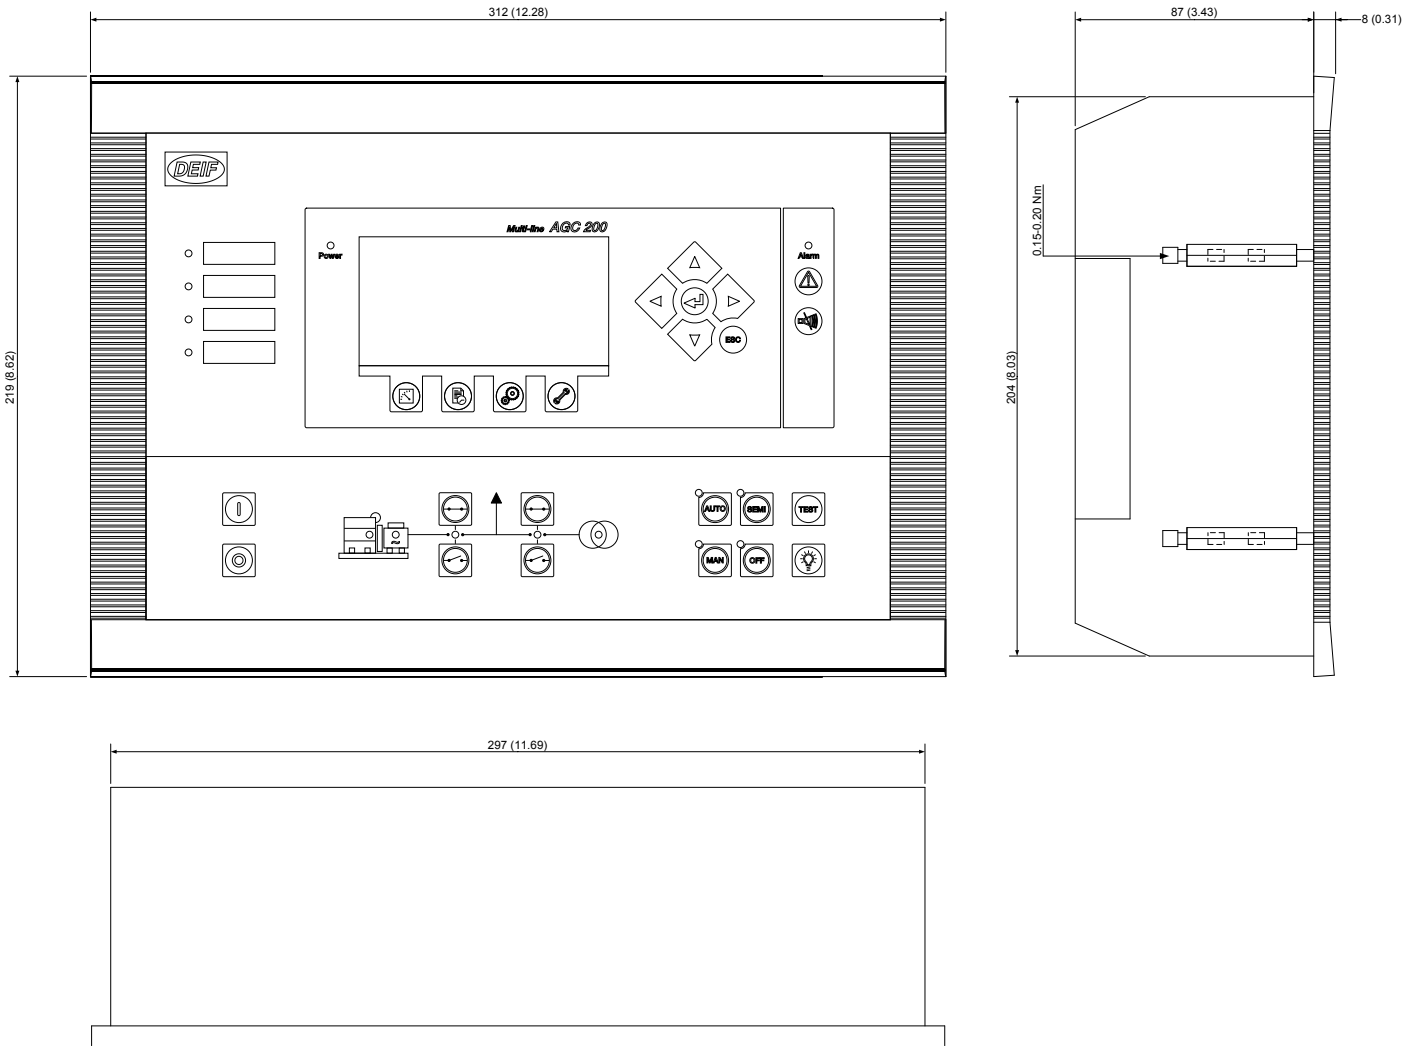 312 (12.28)
87 (3.43)
8 (0.31)
219 (8.62)
DEIF
Multi-line AGC 200
Power
Alarm
ESC
0.15-0.20 Nm
204 (8.03)
AUTO
SEMI
TEST
MAN
OFF
297 (11.69)